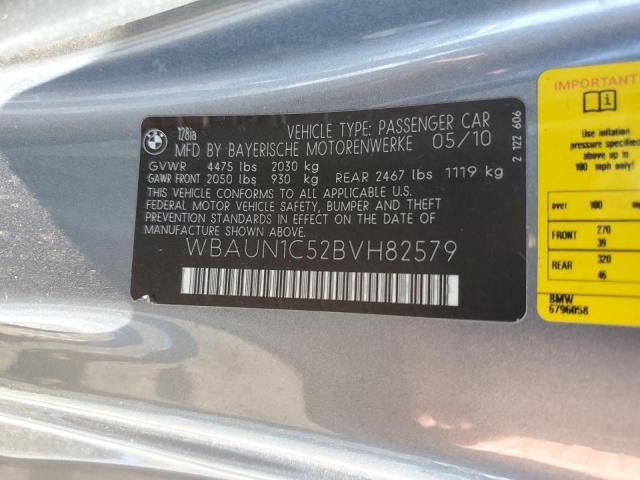 BMW
128ia
VEHICLE TYPE: PASSENGER CAR
MFD BY BAYERISCHE MOTORENWERKE 05/10
GVWR 4475 lbs 2030 kg
GAWR FRONT 2050 lbs 930 kg REAR 2467 lbs 1119 kg
THIS VEHICLE CONFORMS TO ALL APPLICABLE U.S.
FEDERAL MOTOR VEHICLE SAFETY, BUMPER AND THEFT
PREVENTION STANDARDS IN EFFECT ON THE DATE OF
MANUFACTURE SHOWN ABOVE.
WBAUN1C52BVH82579
2 122 606
IMPORTANT
Use inflation
pressure specified
above up to
100 mph only!
over 100
FRONT 270
39
REAR 320
46
BMW
6796058